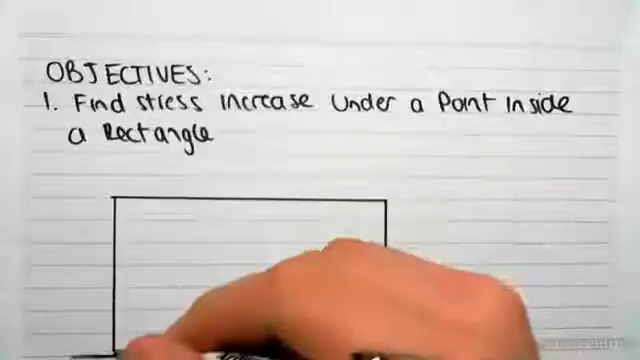 OBJECTIVES:
1. Find stress increase under a Point Inside
a Rectangle